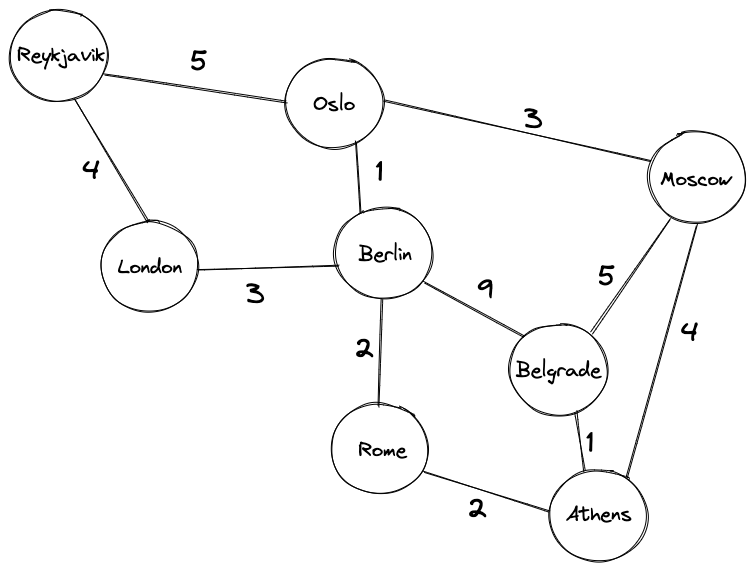 Reykjavik
5
Oslo
3
Moscow
4
1
London
3
Berlin
9
5
4
2
Belgrade
Rome
1
2
Athens